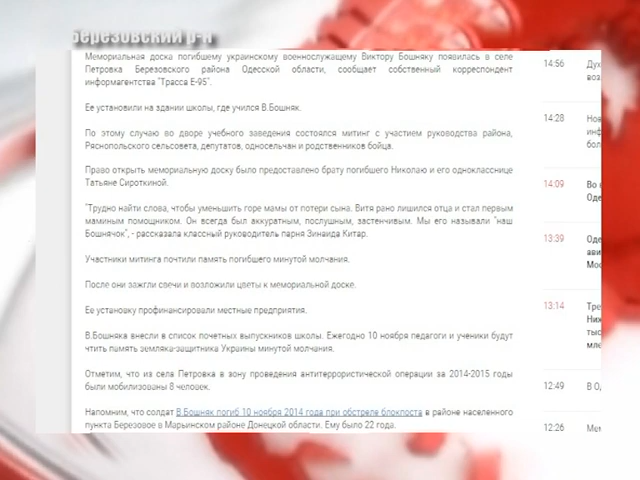 Березовский р-н
Мемориальная доска погибшему украинскому военнослужащему Виктору Бошняку появилась в селе
Петровка Березовского района Одесской области, сообщает собственный корреспондент
информагентства "Трасса Е-95".
Ее установили на здании школы, где учился В.Бошняк.
По этому случаю во дворе учебного заведения состоялся митинг с участием руководства района,
Ряснопольского сельсовета, депутатов, односельчан и родственников бойца.
Право открыть мемориальную доску было предоставлено брату погибшего Николаю и его однокласснице
Татьяне Сироткиной.
"Трудно найти слова, чтобы уменьшить горе мамы от потери сына. Витя рано лишился отца и стал первым
маминым помощником. Он всегда был аккуратным, послушным, застенчивым. Мы его называли "наш
Бошнячок", - рассказала классный руководитель парня Зинаида Китар.
Участники митинга почтили память погибшего минутой молчания.
После они зажгли свечи и возложили цветы к мемориальной доске.
Ее установку профинансировали местные предприятия.
В.Бошняка внесли в список почетных выпускников школы. Ежегодно 10 ноября педагоги и ученики будут
чтить память земляка-защитника Украины минутой молчания.
Отметим, что из села Петровка в зону проведения антитеррористической операции за 2014-2015 годы
были мобилизованы 8 человек.
Напомним, что солдат В.Бошняк погиб 10 ноября 2014 года при обстреле блокпоста в районе населенного
пункта Березовое в Марьинском районе Донецкой области. Ему было 22 года.
14:56
14:28
14:09
13:39
13:14
12:49
12:26